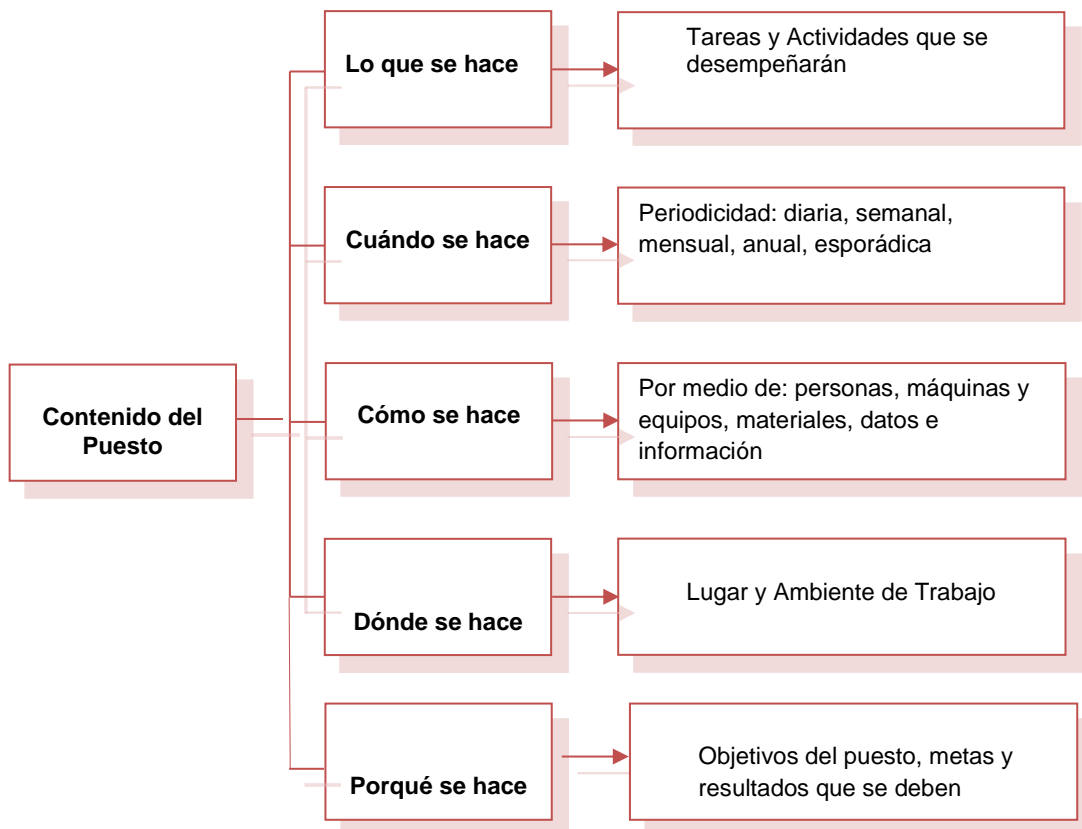 Lo que se hace
Tareas y Actividades que se
desempeñarán
Cuándo se hace
Periodicidad: diaria, semanal,
mensual, anual, esporádica
Contenido del
Puesto
Cómo se hace
Por medio de: personas, máquinas y
equipos, materiales, datos e
información
Dónde se hace
Lugar y Ambiente de Trabajo
Porqué se hace
Objetivos del puesto, metas y
resultados que se deben